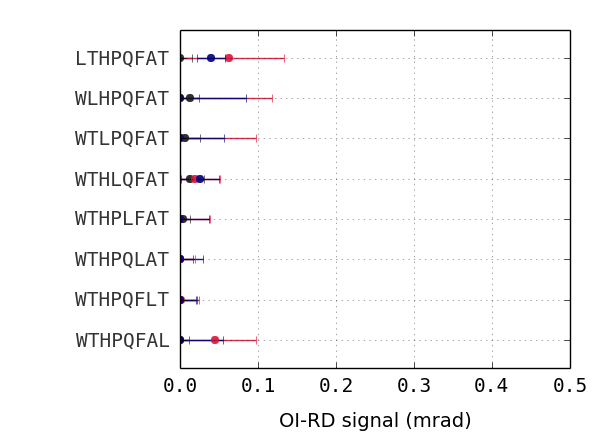 LTHPQFAT
WLHPQFAT
WTLPQFAT
WTHLQFAT
WTHPLFAT
WTHPQLAT
WTHPQFLT
WTHPQFAL
0.0 0.1 0.2 0.3 0.4 0.5
OI-RD signal (mrad)